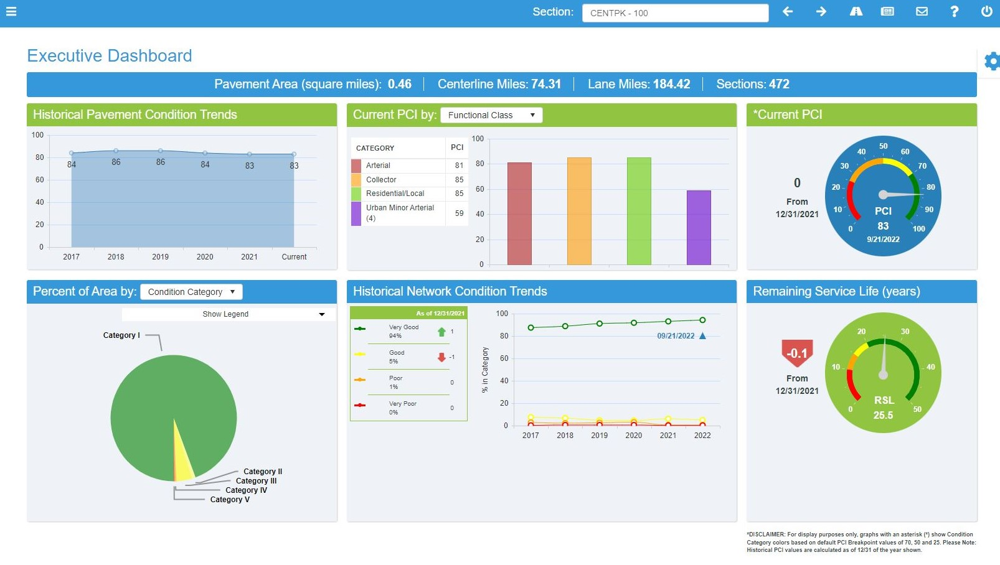 Section: CENTPK - 100
Executive Dashboard
Pavement Area (square miles): 0.46 Centerline Miles: 74.31 Lane Miles: 184.42 Sections: 472
Historical Pavement Condition Trends
100
80
60
40
20
0
84
86
86
84
83
83
2017 2018 2019 2020 2021 Current
Current PCI by: Functional Class
CATEGORY PCI
Arterial 81
Collector 85
Residential/Local 85
Urban Minor Arterial
(4) 59
100
80
60
40
20
0
*Current PCI
0
From
12/31/2021
0
10
20
30
40
50
60
70
80
90
100
PCI
83
9/21/2022
Percent of Area by: Condition Category
Show Legend
Category I
Category II
Category III
Category IV
Category V
Historical Network Condition Trends
As of 12/31/2021
Very Good
94%
1
Good
5%
-1
Poor
1%
0
Very Poor
0%
0
% in Category
100
80
60
40
20
0
09/21/2022
2017 2018 2019 2020 2021 2022
Remaining Service Life (years)
-0.1
From
12/31/2021
0
10
20
30
40
50
RSL
25.5
*DISCLAIMER: For display purposes only, graphs with an asterisk (*) show Condition
Category colors based on default PCI Breakpoint values of 70, 50 and 25. Please Note:
Historical PCI values are calculated as of 12/31 of the year shown.